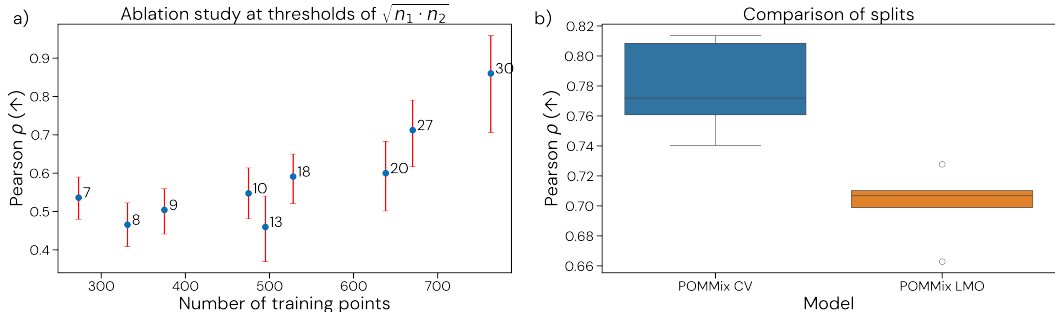 a)
Ablation study at thresholds of √n₁ · n₂
Pearson ρ (↑)
0.9
0.8
0.7
0.6
0.5
0.4
7
8
9
10
13
18
20
27
30
300
400
500
600
700
Number of training points
b)
Comparison of splits
Pearson ρ (↑)
0.82
0.80
0.78
0.76
0.74
0.72
0.70
0.68
0.66
POMMix CV
POMMix LMO
Model